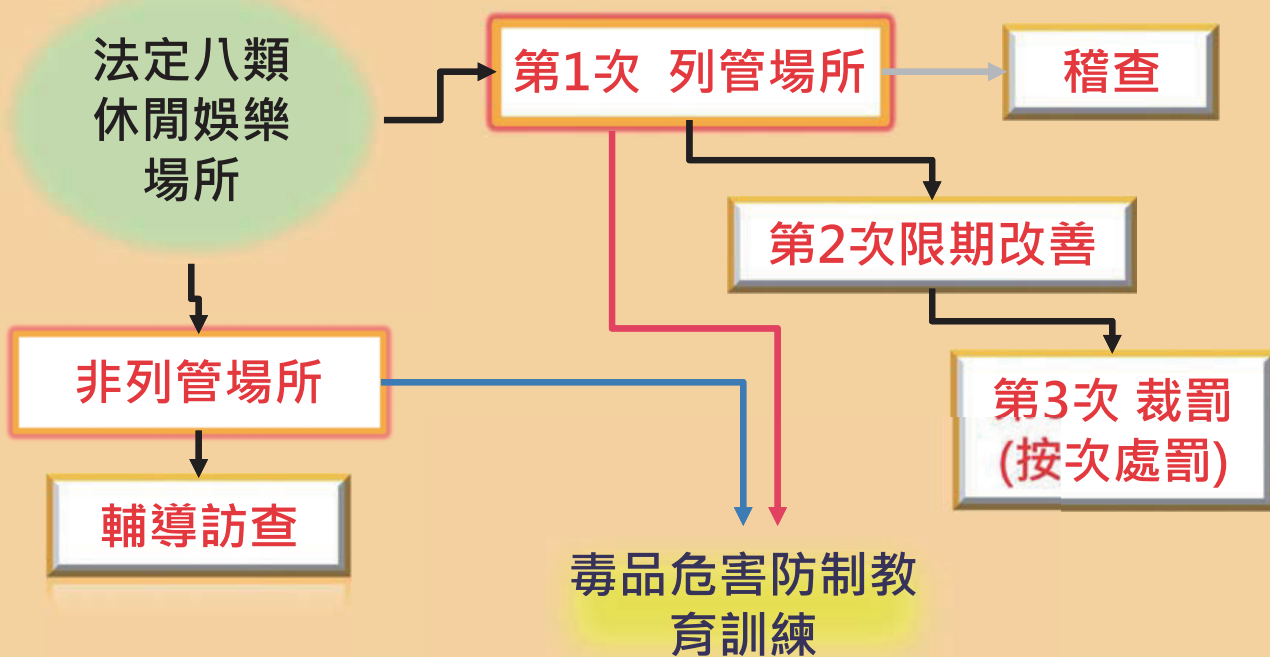 法定八類
休閒娛樂
場所
第1次 列管場所
稽查
第2次限期改善
第3次 裁罰
(按次處罰)
非列管場所
輔導訪查
毒品危害防制教
育訓練